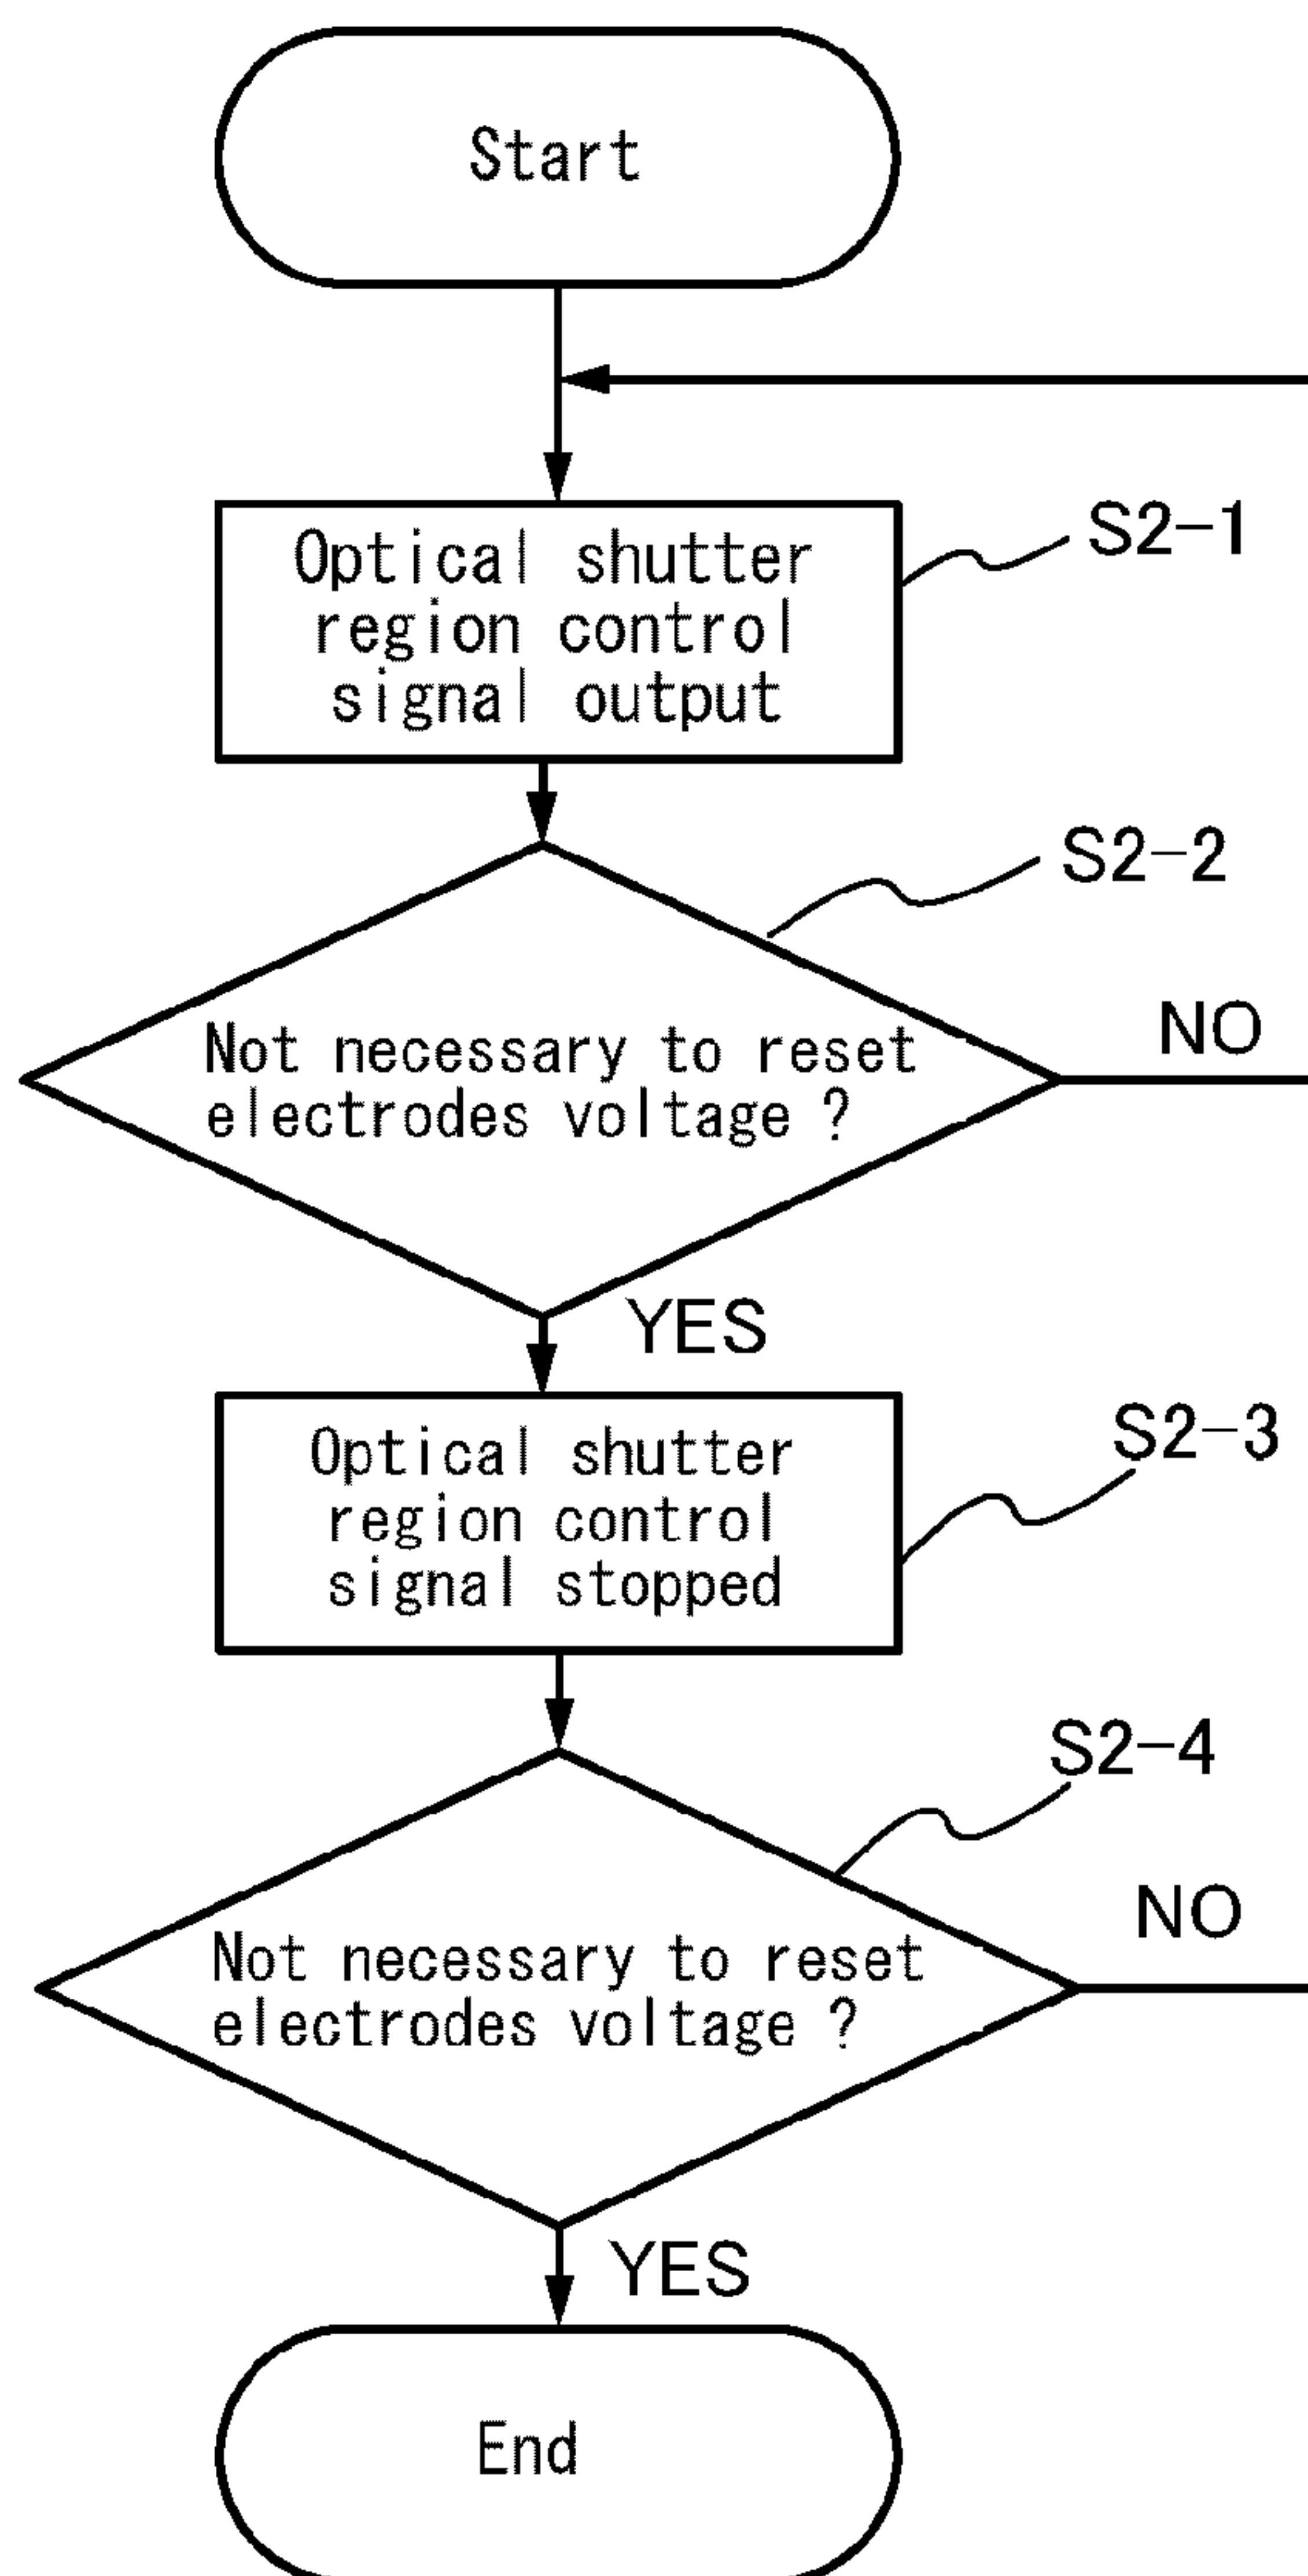 Start
Optical shutter
region control
signal output
S2-1
S2-2
Not necessary to reset
electrodes voltage ?
NO
YES
Optical shutter
region control
signal stopped
S2-3
S2-4
Not necessary to reset
electrodes voltage ?
NO
YES
End